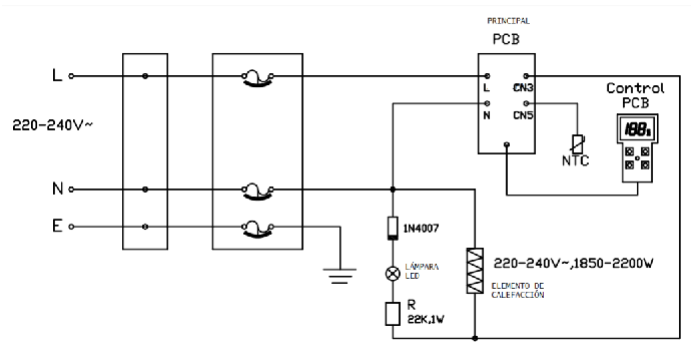 PRINCIPAL
PCB
L
CN3
N
CN5
Control
PCB
188
NTC
L
220-240V~
N
E
1N4007
LÁMPARA
LED
R
22K,1W
220-240V~,1850-2200W
ELEMENTO DE
CALEFACCIÓN